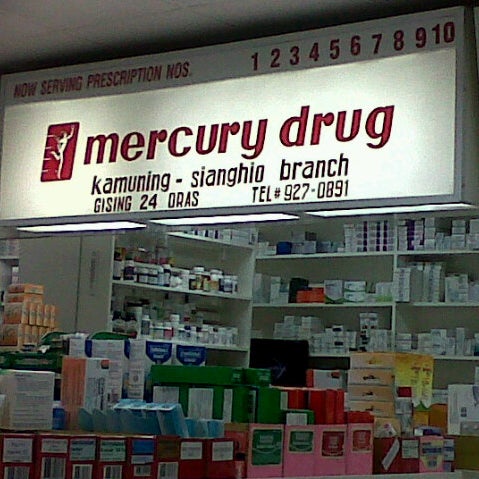 NOW SERVING PRESCRIPTION NOS. 1 2 3 4 5 6 7 8 9 10
mercury drug
kamuning - sianghio branch
GISING 24 ORAS TEL# 927-0891